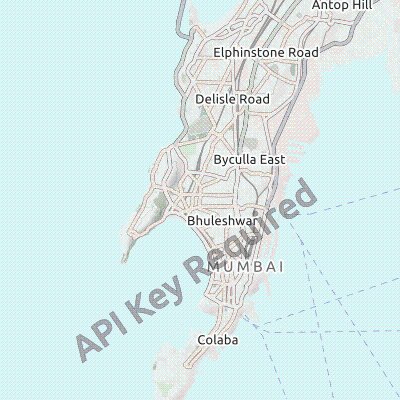 Antop Hill
Elphinstone Road
Delisle Road
Byculla East
Bhuleshwar
MUMBAI
Colaba
API Key Required